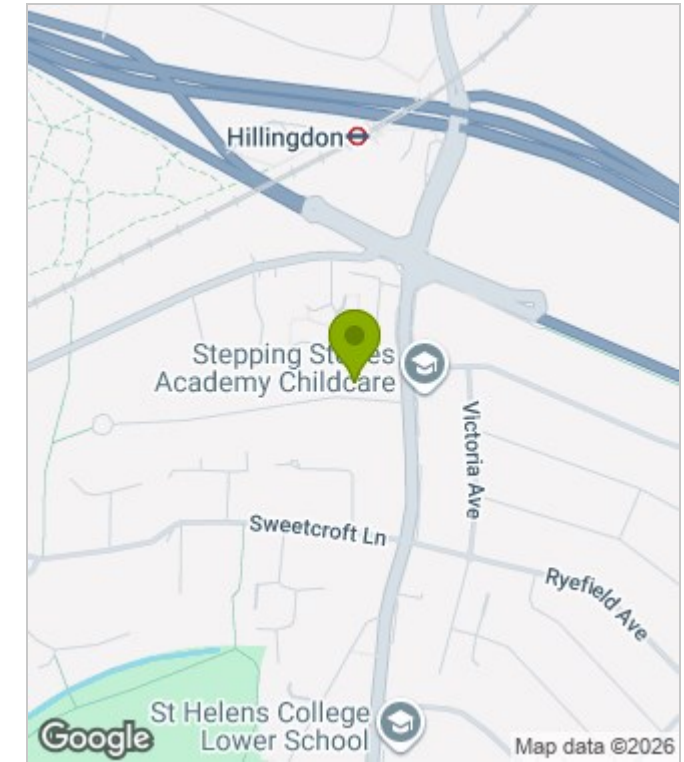 Hillingdon
Stepping Stones
Academy Childcare
Victoria Ave
Sweetcroft Ln
Ryefield Ave
St Helens College
Lower School
Google
Map data ©2026